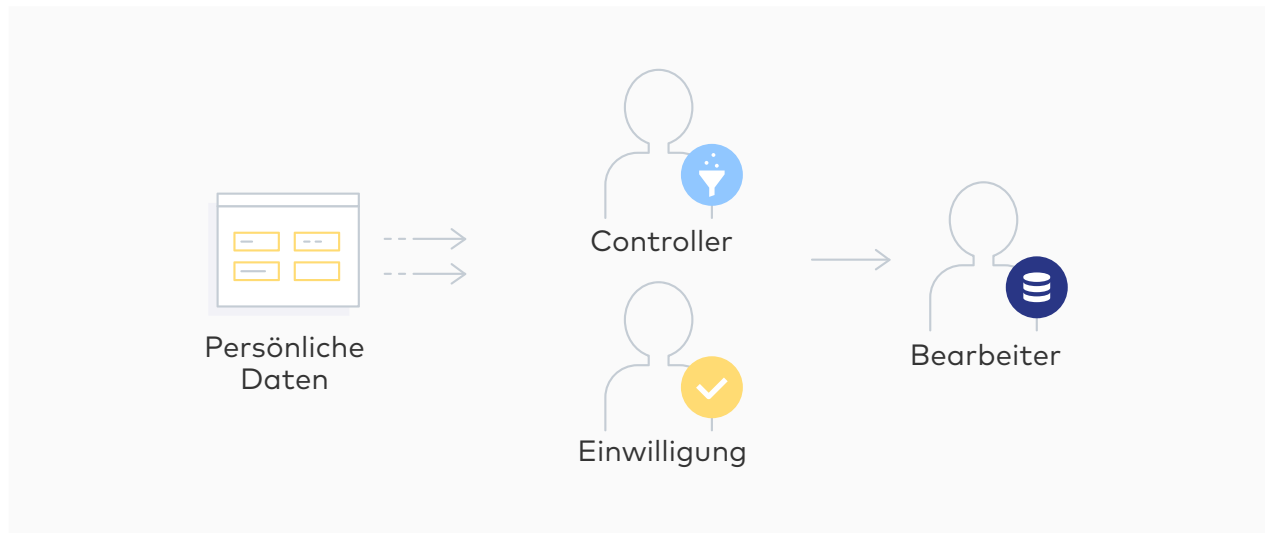 Persönliche
Daten
Controller
Einwilligung
Bearbeiter